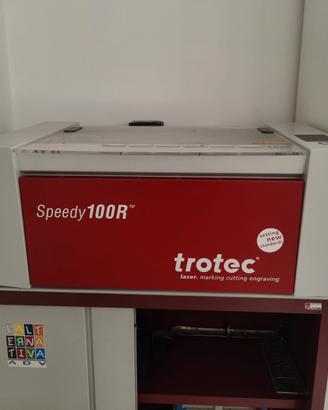 Speedy100R™
setting
new
standards
trotec®
laser. marking cutting engraving
L'ALT
ERNA
TIVA
ADV